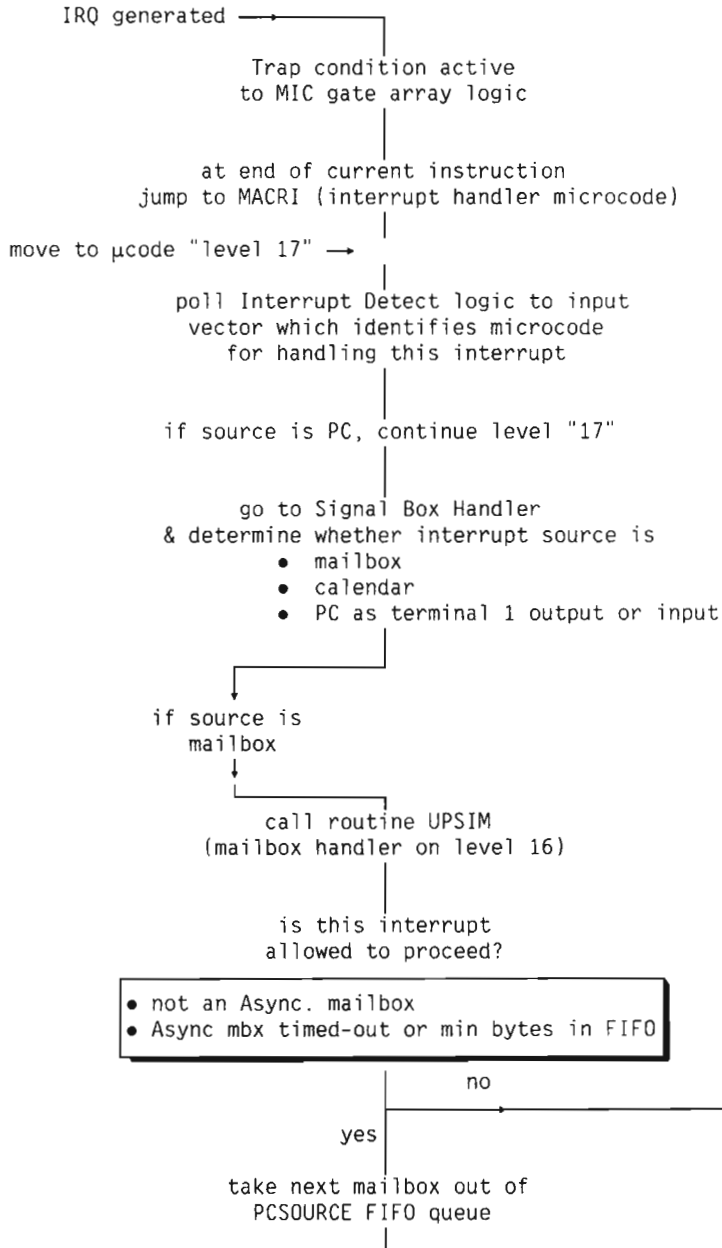 IRQ generated
Trap condition active
to MIC gate array logic
at end of current instruction
jump to MACRI (interrupt handler microcode)
move to μcode "level 17"
poll Interrupt Detect logic to input
vector which identifies microcode
for handling this interrupt
if source is PC, continue level "17"
go to Signal Box Handler
& determine whether interrupt source is
● mailbox
● calendar
● PC as terminal 1 output or input
if source is
mailbox
call routine UPSIM
(mailbox handler on level 16)
is this interrupt
allowed to proceed?
● not an Async. mailbox
● Async mbx timed-out or min bytes in FIFO
no
yes
take next mailbox out of
PCSOURCE FIFO queue